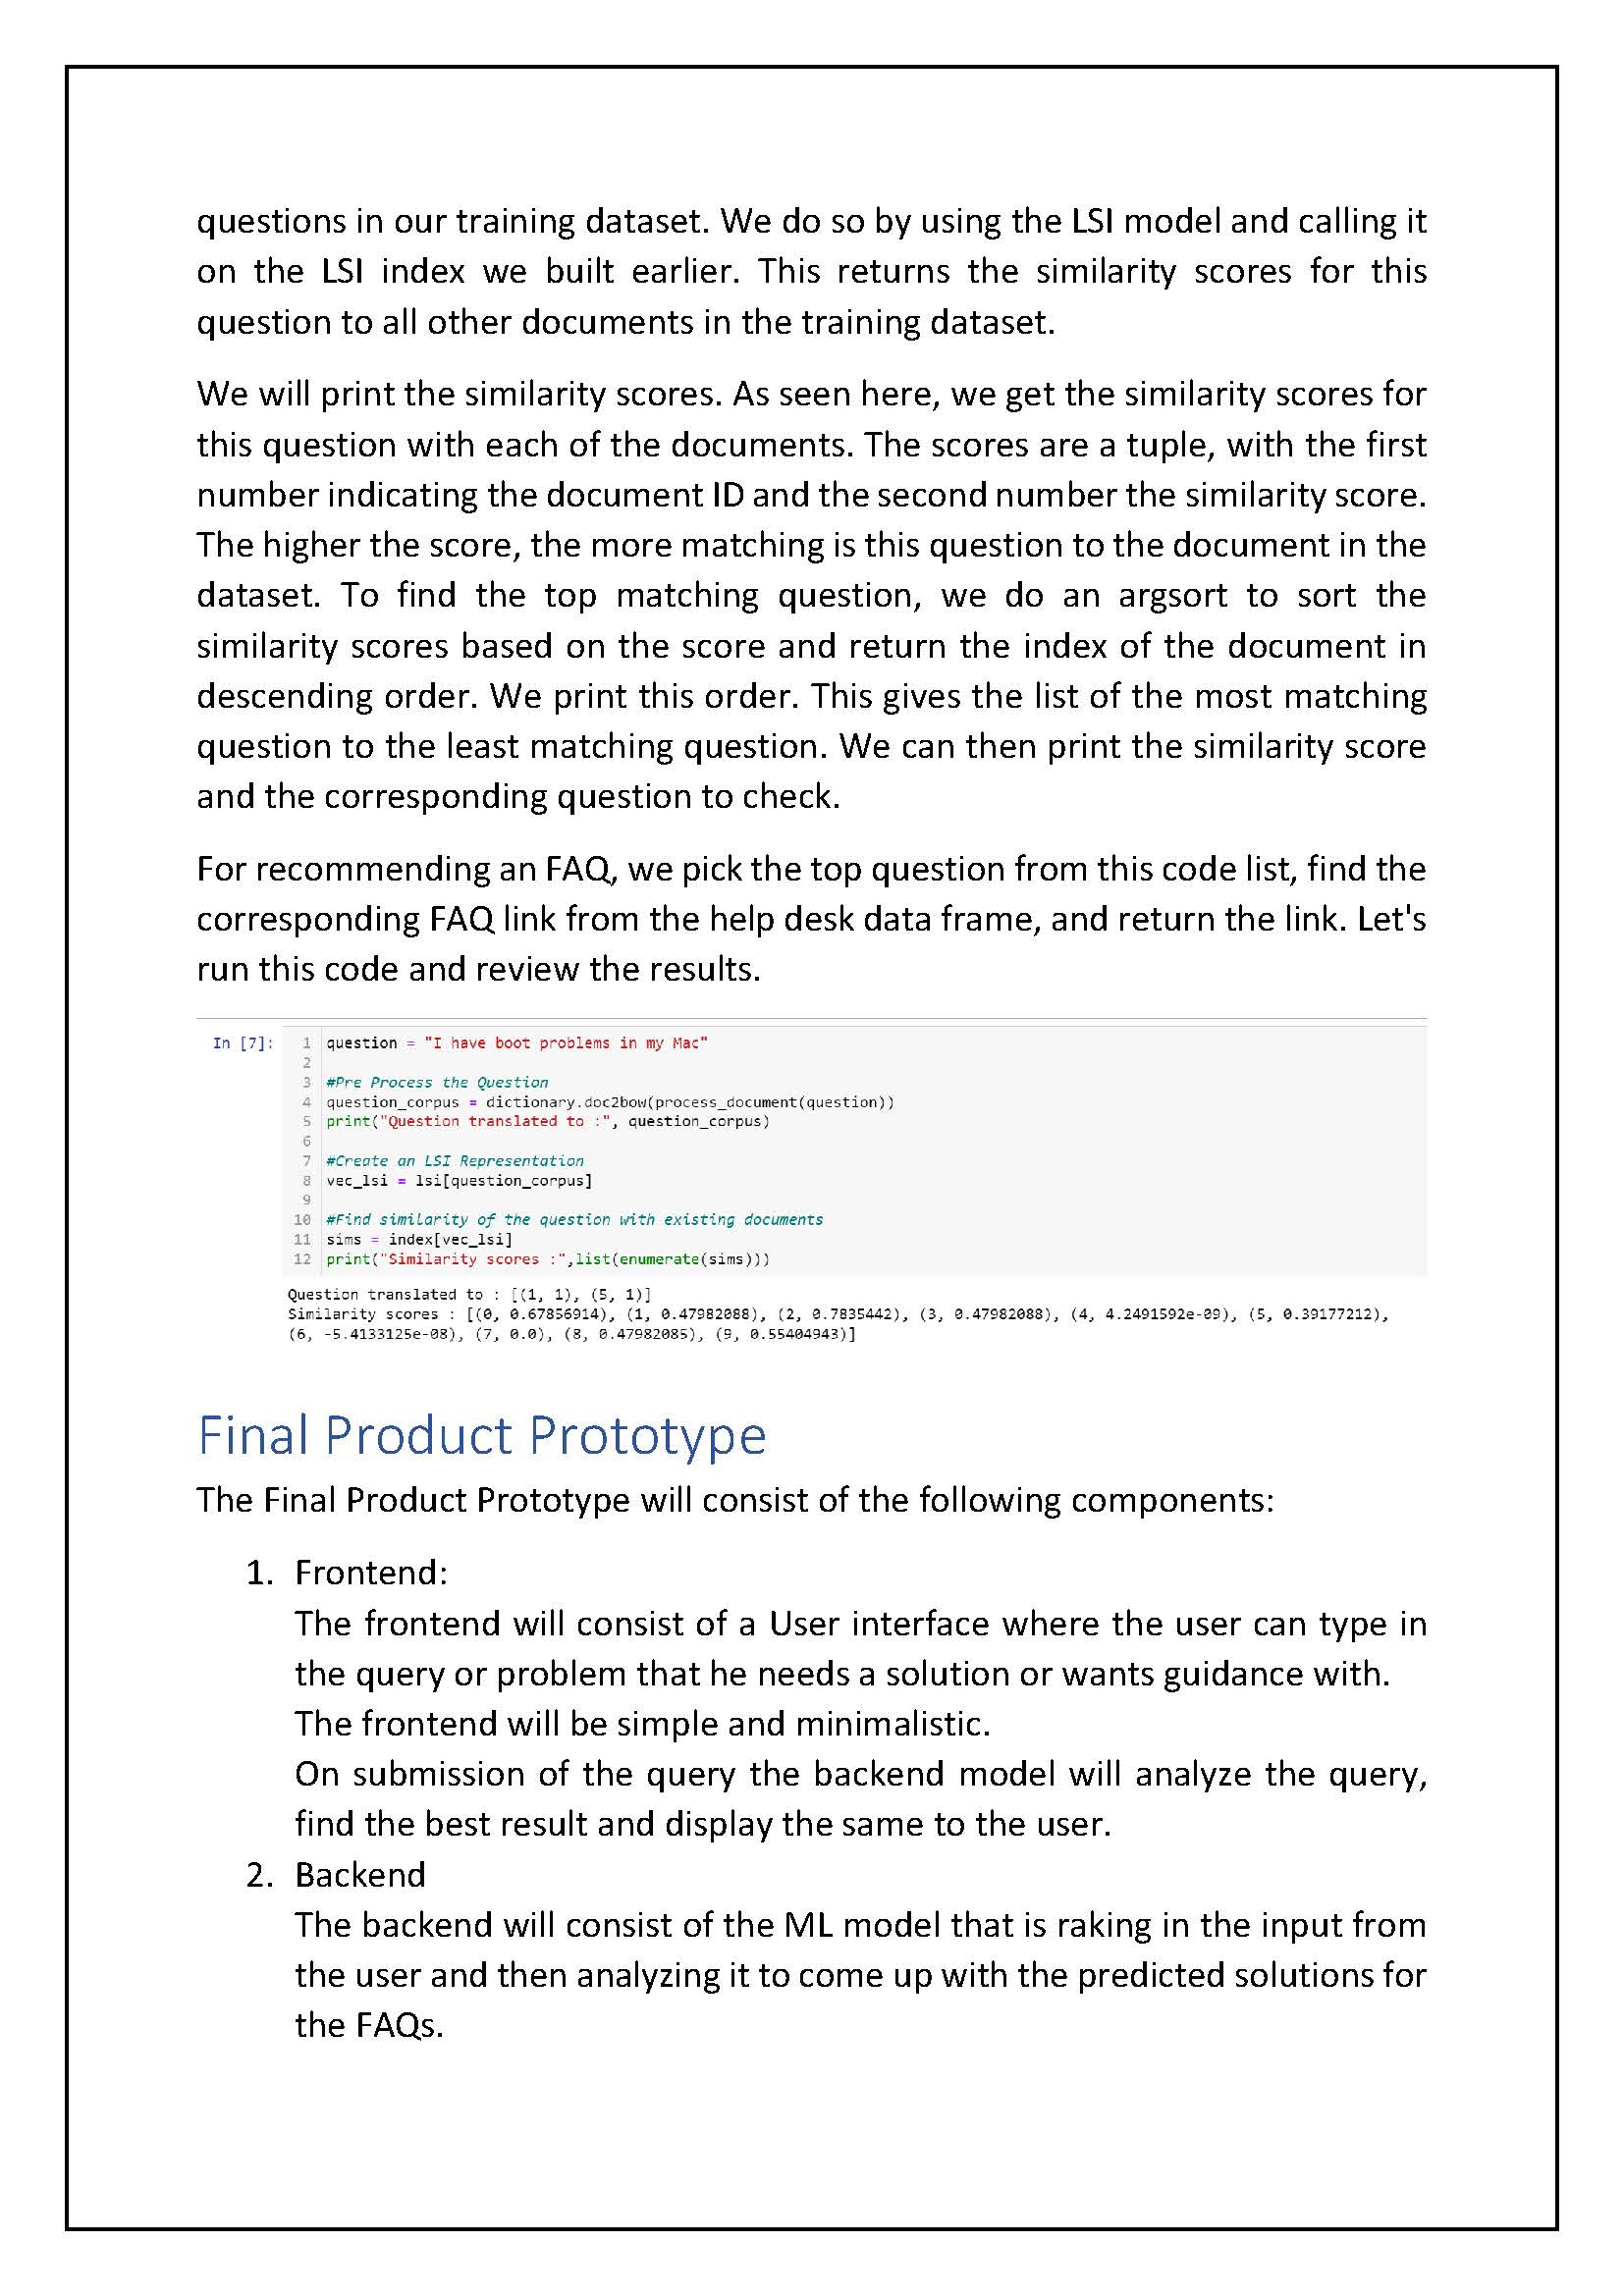 questions in our training dataset. We do so by using the LSI model and calling it
on the LSI index we built earlier. This returns the similarity scores for this
question to all other documents in the training dataset.
We will print the similarity scores. As seen here, we get the similarity scores for
this question with each of the documents. The scores are a tuple, with the first
number indicating the document ID and the second number the similarity score.
The higher the score, the more matching is this question to the document in the
dataset. To find the top matching question, we do an argsort to sort the
similarity scores based on the score and return the index of the document in
descending order. We print this order. This gives the list of the most matching
question to the least matching question. We can then print the similarity score
and the corresponding question to check.
For recommending an FAQ, we pick the top question from this code list, find the
corresponding FAQ link from the help desk data frame, and return the link. Let's
run this code and review the results.
In [7]: 1 question = "I have boot problems in my Mac"
2
3 #Pre Process the Question
4 question_corpus = dictionary.doc2bow(process_document(question))
5 print("Question translated to :", question_corpus)
6
7 #Create an LSI Representation
8 vec_lsi = lsi[question_corpus]
9
10 #Find similarity of the question with existing documents
11 sims = index[vec_lsi]
12 print("Similarity scores :",list(enumerate(sims)))
Question translated to : [(1, 1), (5, 1)]
Similarity scores : [(0, 0.67856914), (1, 0.47982088), (2, 0.7835442), (3, 0.47982088), (4, 4.2491592e-09), (5, 0.39177212),
(6, -5.4133125e-08), (7, 0.0), (8, 0.47982085), (9, 0.55404943)]
Final Product Prototype
The Final Product Prototype will consist of the following components:
1. Frontend:
The frontend will consist of a User interface where the user can type in
the query or problem that he needs a solution or wants guidance with.
The frontend will be simple and minimalistic.
On submission of the query the backend model will analyze the query,
find the best result and display the same to the user.
2. Backend
The backend will consist of the ML model that is raking in the input from
the user and then analyzing it to come up with the predicted solutions for
the FAQs.